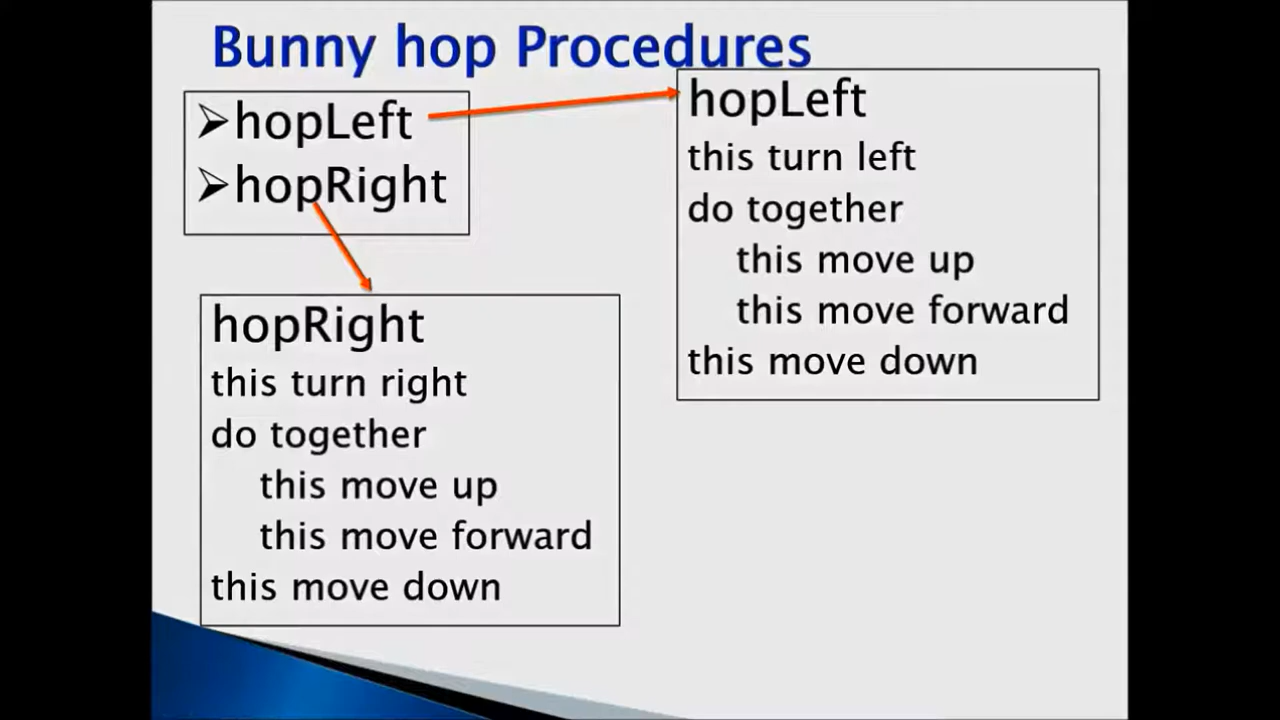 Bunny hop Procedures
➢hopLeft
➢hopRight
hopLeft
this turn left
do together
this move up
this move forward
this move down
hopRight
this turn right
do together
this move up
this move forward
this move down